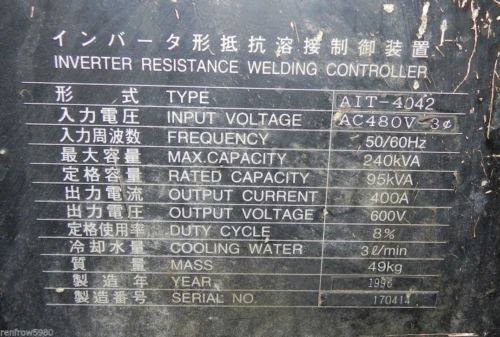 インバータ形抵抗溶接制御装置
INVERTER RESISTANCE WELDING CONTROLLER
形 式 TYPE AIT-4042
入力電圧 INPUT VOLTAGE AC480V 3¢
入力周波数 FREQUENCY 50/60Hz
最大容量 MAX.CAPACITY 240kVA
定格容量 RATED CAPACITY 95kVA
出力電流 OUTPUT CURRENT 400A
出力電圧 OUTPUT VOLTAGE 600V
定格使用率 DUTY CYCLE 8%
冷却水量 COOLING WATER 3ℓ/min
質 量 MASS 49kg
製造年 YEAR 1996
製造番号 SERIAL NO. 170414
renfrow5980